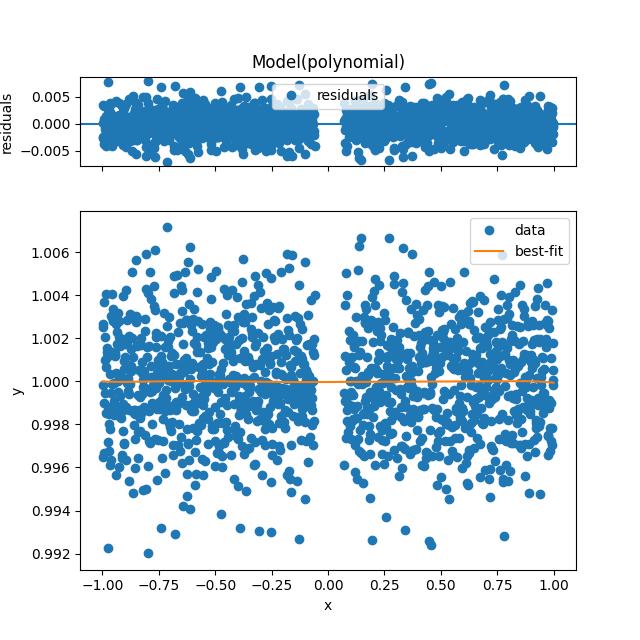 Model(polynomial)
residuals
0.005
0.000
−0.005
residuals
y
1.006
1.004
1.002
1.000
0.998
0.996
0.994
0.992
data
best-fit
−1.00 −0.75 −0.50 −0.25 0.00 0.25 0.50 0.75 1.00
x